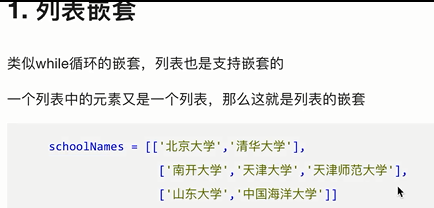 1. 列表嵌套
类似while循环的嵌套，列表也是支持嵌套的
一个列表中的元素又是一个列表，那么这就是列表的嵌套
schoolNames = [['北京大学','清华大学'],
['南开大学','天津大学','天津师范大学'],
['山东大学','中国海洋大学']]